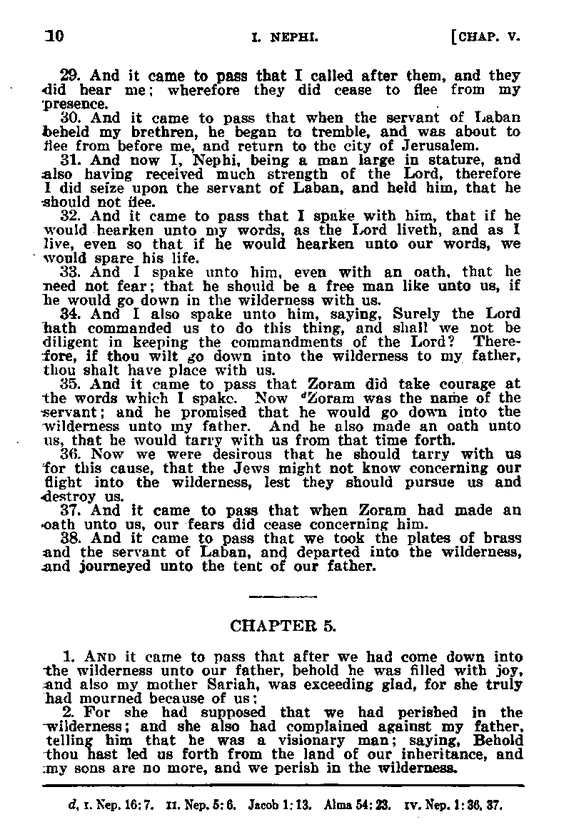 10 I. NEPHI. [CHAP. V.
29. And it came to pass that I called after them, and they
did hear me; wherefore they did cease to flee from my
presence.
30. And it came to pass that when the servant of Laban
beheld my brethren, he began to tremble, and was about to
flee from before me, and return to the city of Jerusalem.
31. And now I, Nephi, being a man large in stature, and
also having received much strength of the Lord, therefore
I did seize upon the servant of Laban, and held him, that he
should not flee.
32. And it came to pass that I spake with him, that if he
would hearken unto my words, as the Lord liveth, and as I
live, even so that if he would hearken unto our words, we
would spare his life.
33. And I spake unto him, even with an oath, that he
need not fear; that he should be a free man like unto us, if
he would go down in the wilderness with us.
34. And I also spake unto him, saying, Surely the Lord
hath commanded us to do this thing, and shall we not be
diligent in keeping the commandments of the Lord? There-
fore, if thou wilt go down into the wilderness to my father,
thou shalt have place with us.
35. And it came to pass that Zoram did take courage at
the words which I spake. Now dZoram was the name of the
servant; and he promised that he would go down into the
wilderness unto my father. And he also made an oath unto
us, that he would tarry with us from that time forth.
36. Now we were desirous that he should tarry with us
for this cause, that the Jews might not know concerning our
flight into the wilderness, lest they should pursue us and
destroy us.
37. And it came to pass that when Zoram had made an
oath unto us, our fears did cease concerning him.
38. And it came to pass that we took the plates of brass
and the servant of Laban, and departed into the wilderness,
and journeyed unto the tent of our father.
CHAPTER 5.
1. AND it came to pass that after we had come down into
the wilderness unto our father, behold he was filled with joy,
and also my mother Sariah, was exceeding glad, for she truly
had mourned because of us;
2. For she had supposed that we had perished in the
wilderness; and she also had complained against my father,
telling him that he was a visionary man; saying, Behold
thou hast led us forth from the land of our inheritance, and
my sons are no more, and we perish in the wilderness.
d, I. Nep. 16:7. II. Nep. 5:6. Jacob 1:13. Alma 54:23. IV. Nep. 1:36, 37.